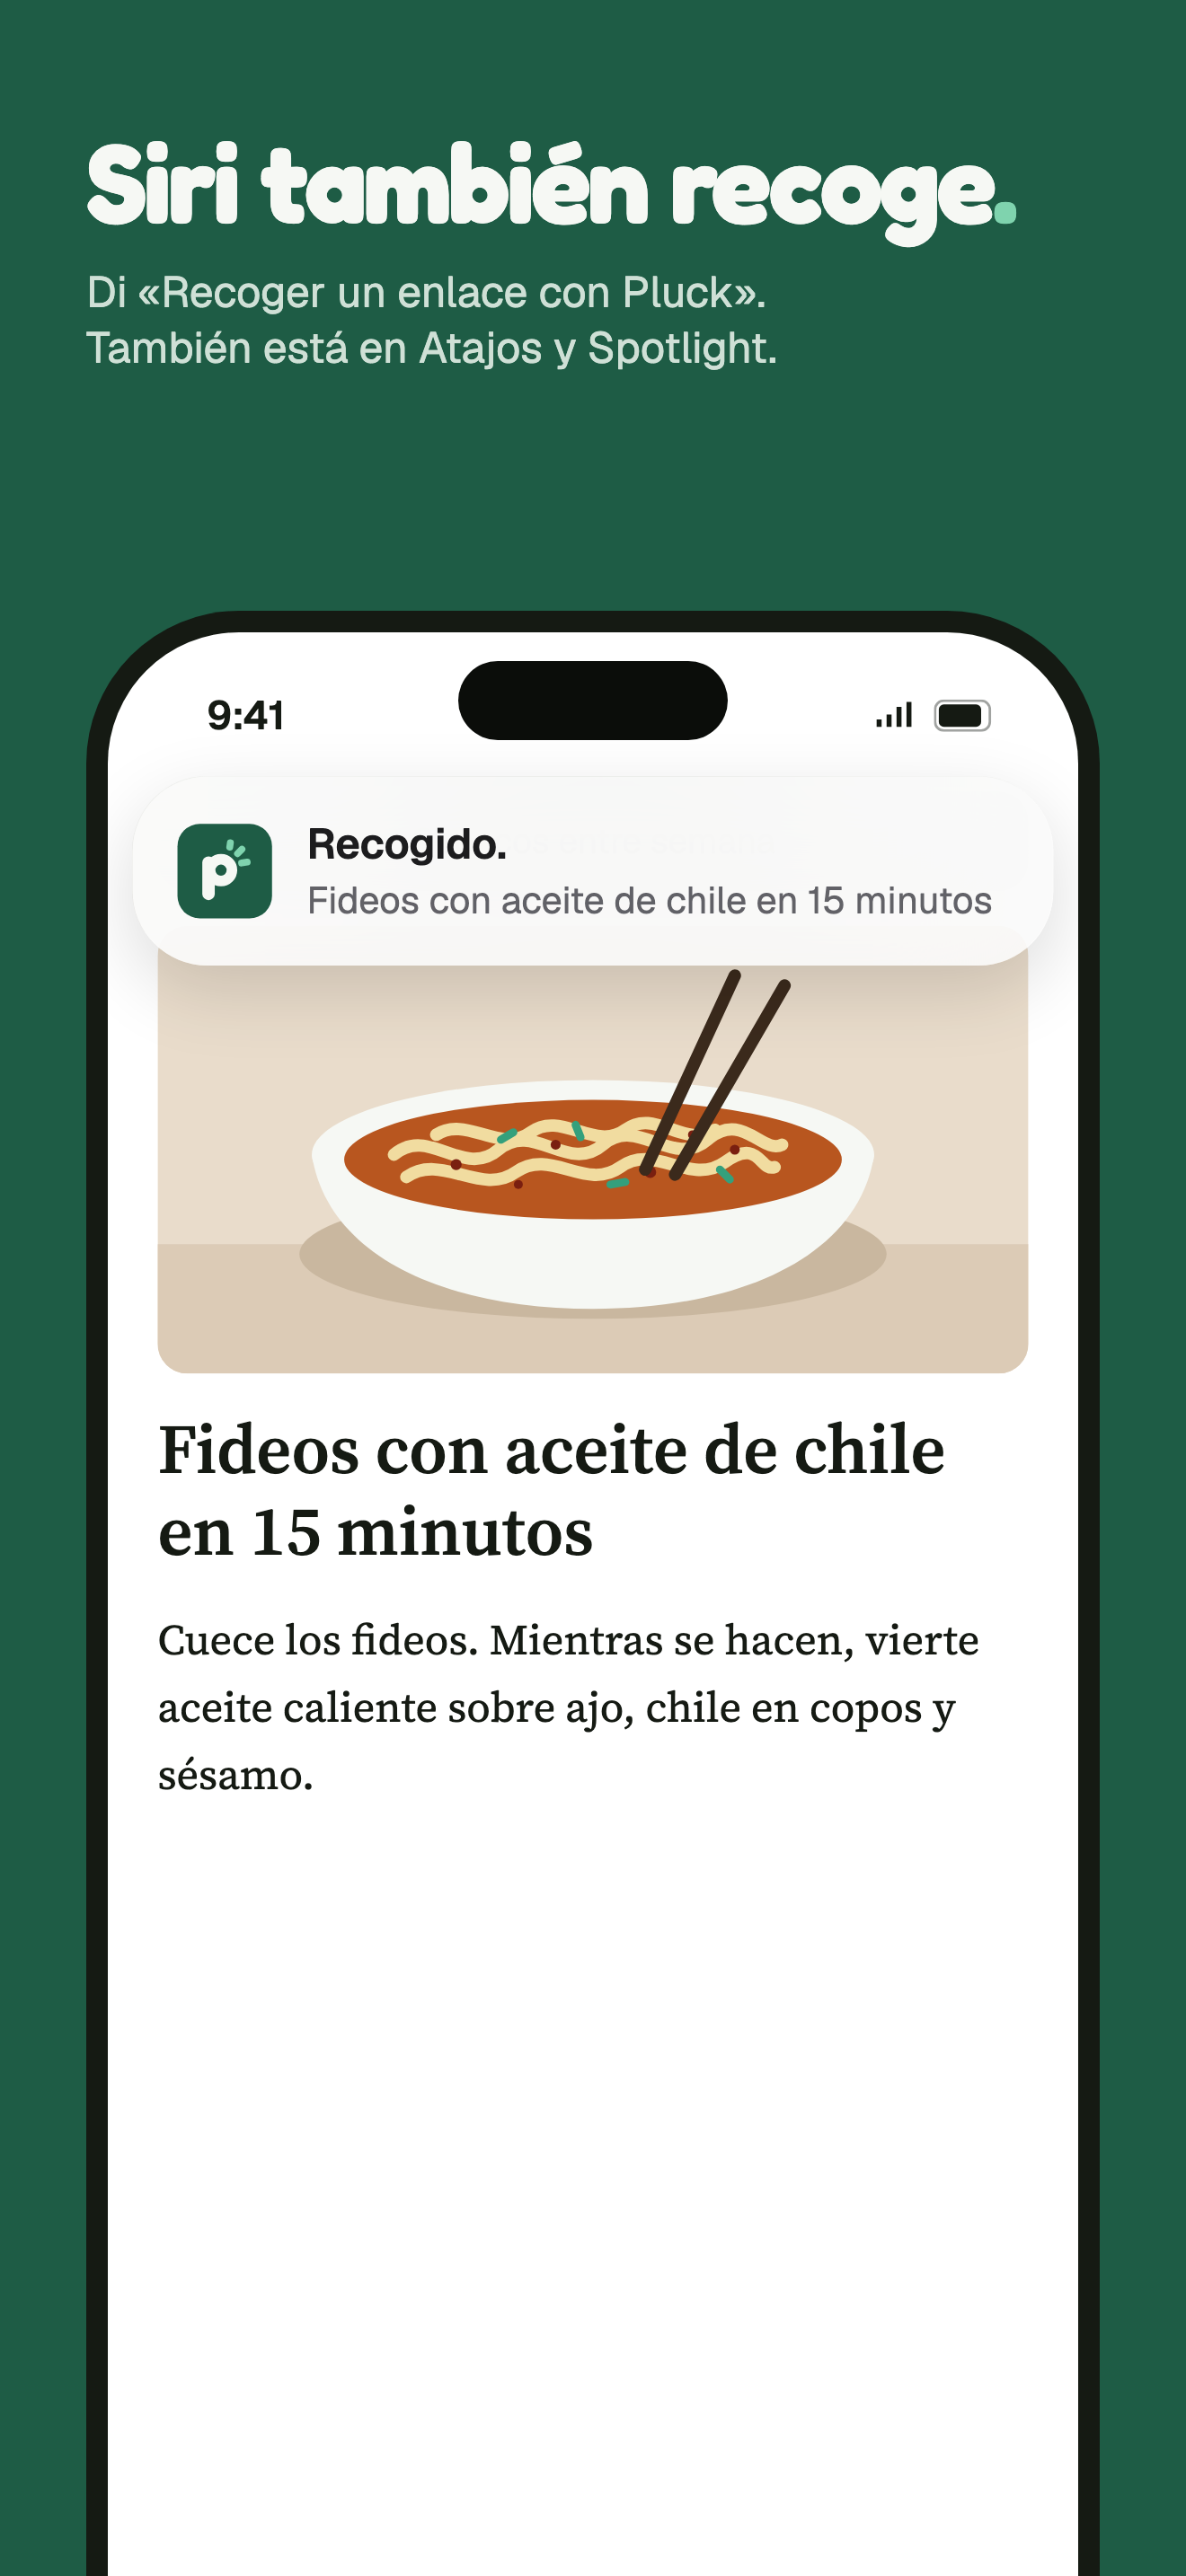 Siri también recoge.
Di «Recoger un enlace con Pluck».
También está en Atajos y Spotlight.
9:41
p
Recogido.
Fideos con aceite de chile en 15 minutos
Fideos con aceite de chile
en 15 minutos
Cuece los fideos. Mientras se hacen, vierte
aceite caliente sobre ajo, chile en copos y
sésamo.